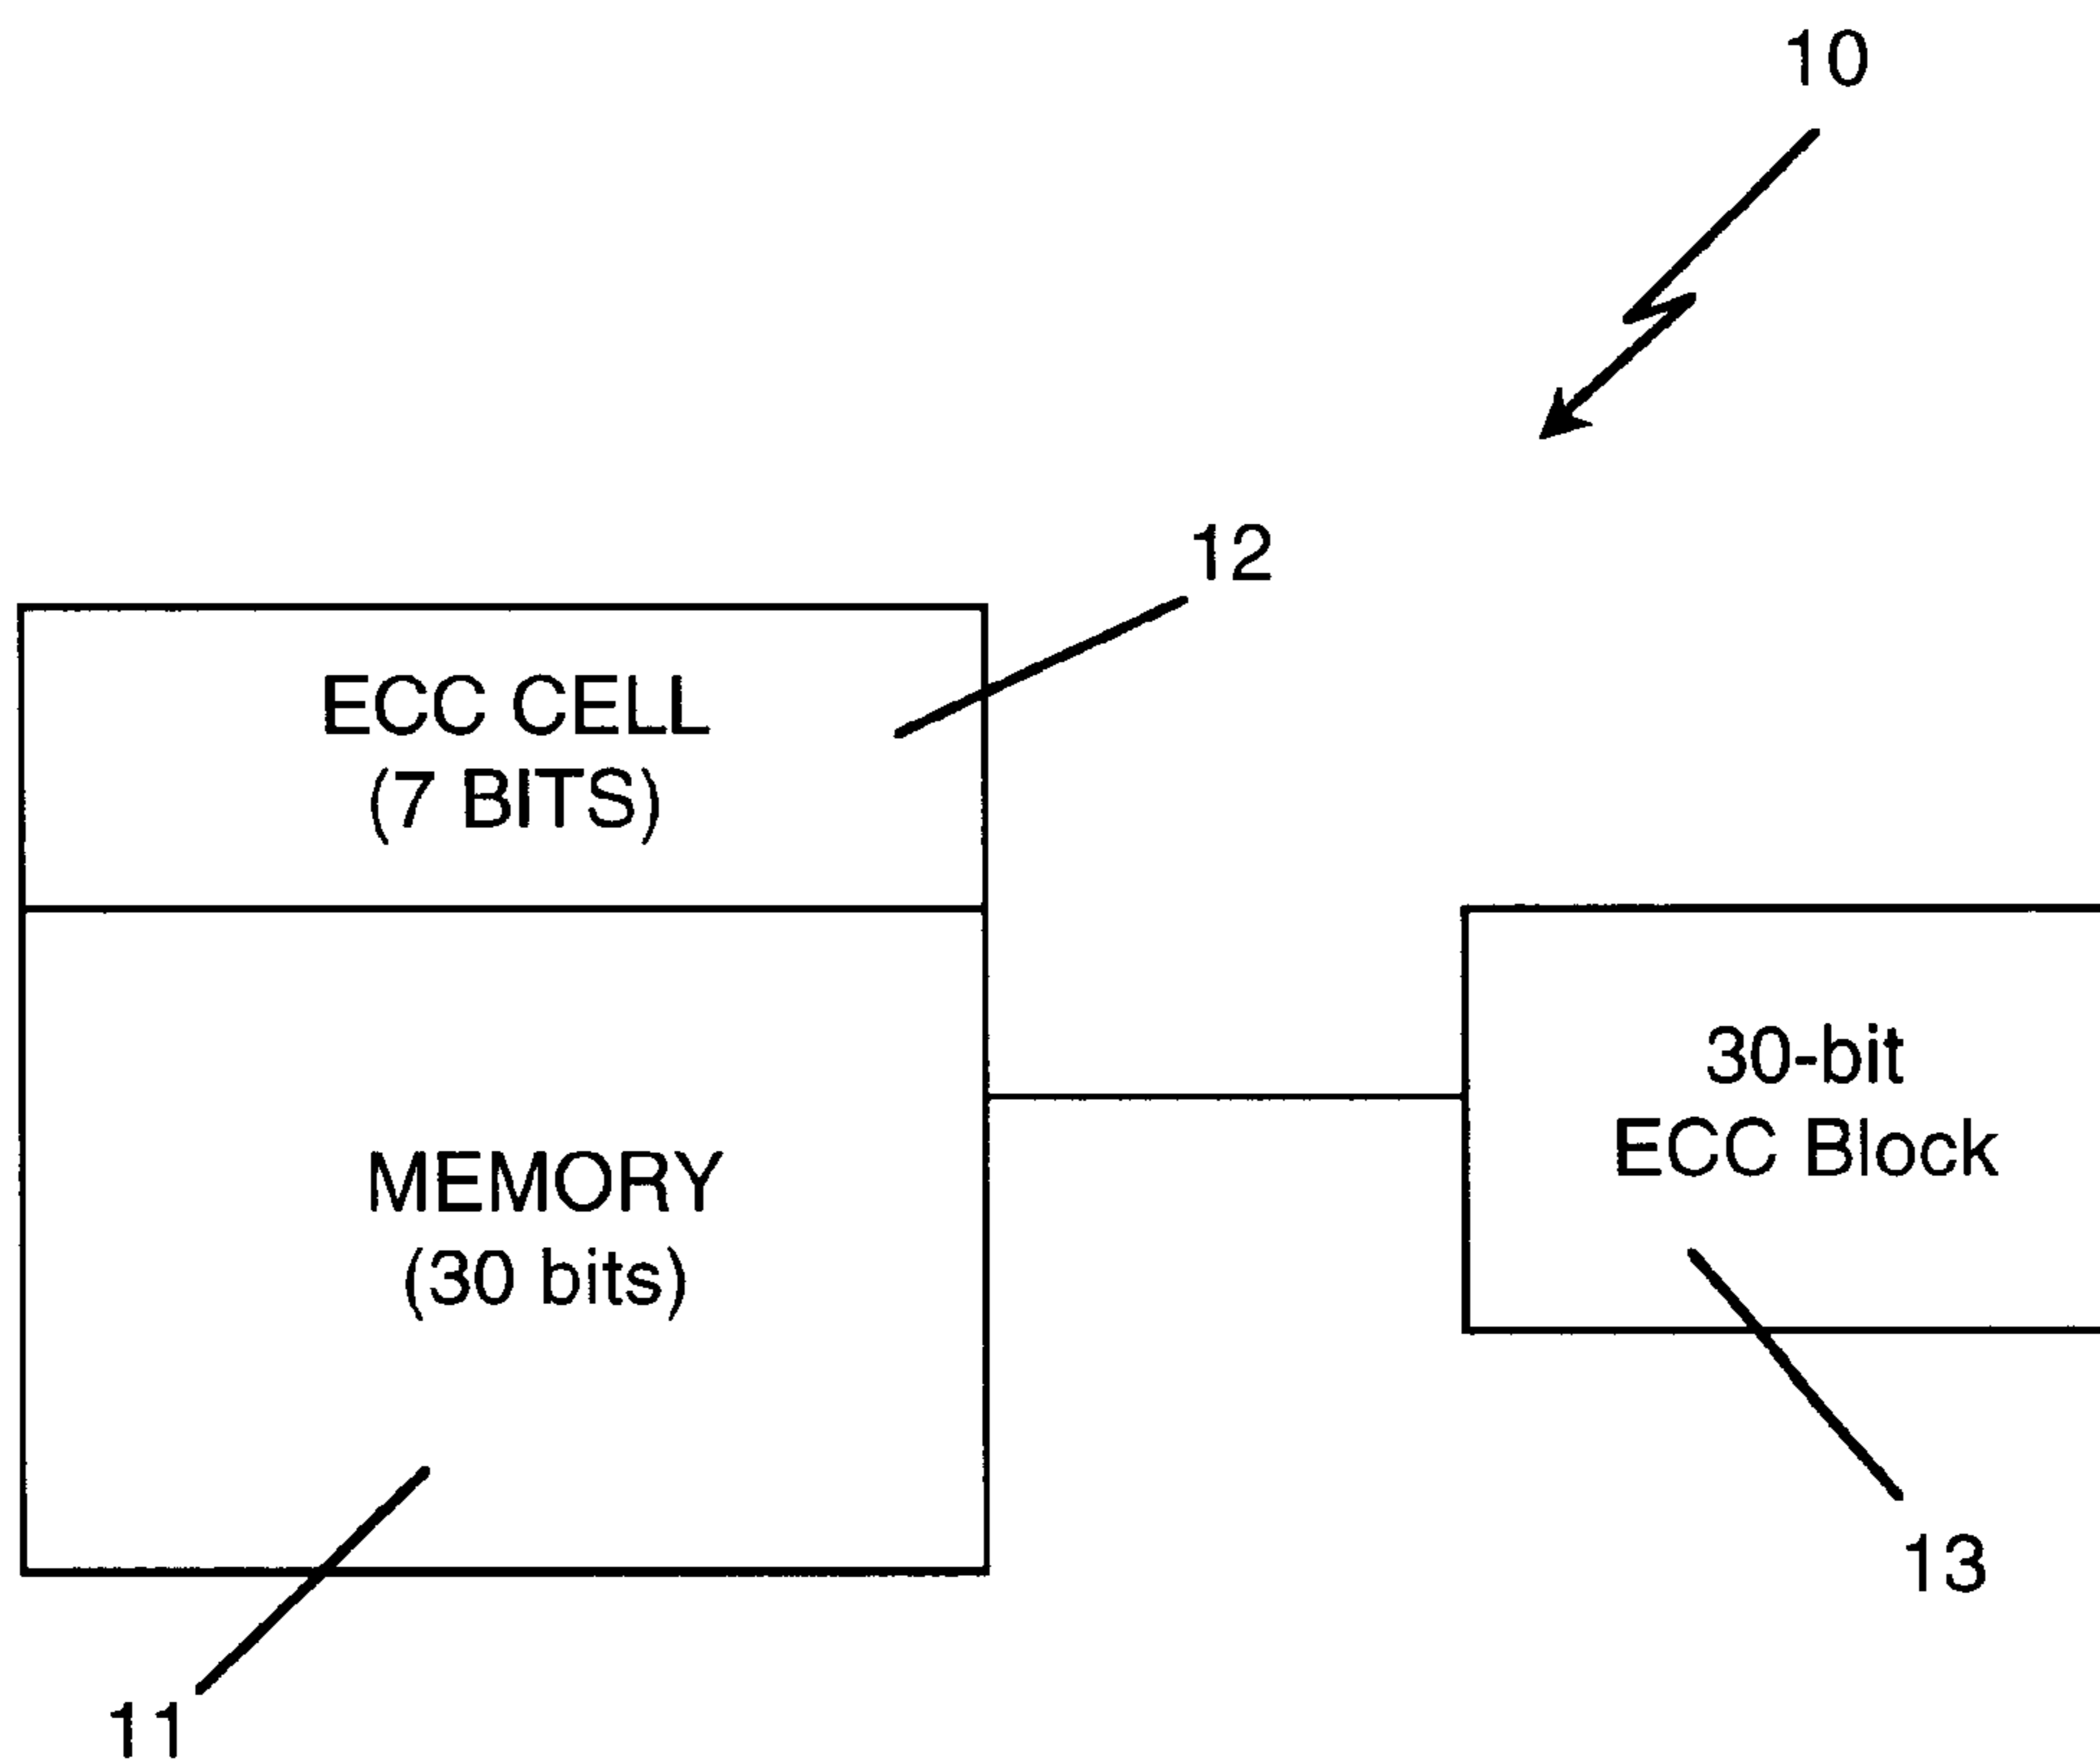 10
12
ECC CELL
(7 BITS)
30-bit
ECC Block
MEMORY
(30 bits)
13
11